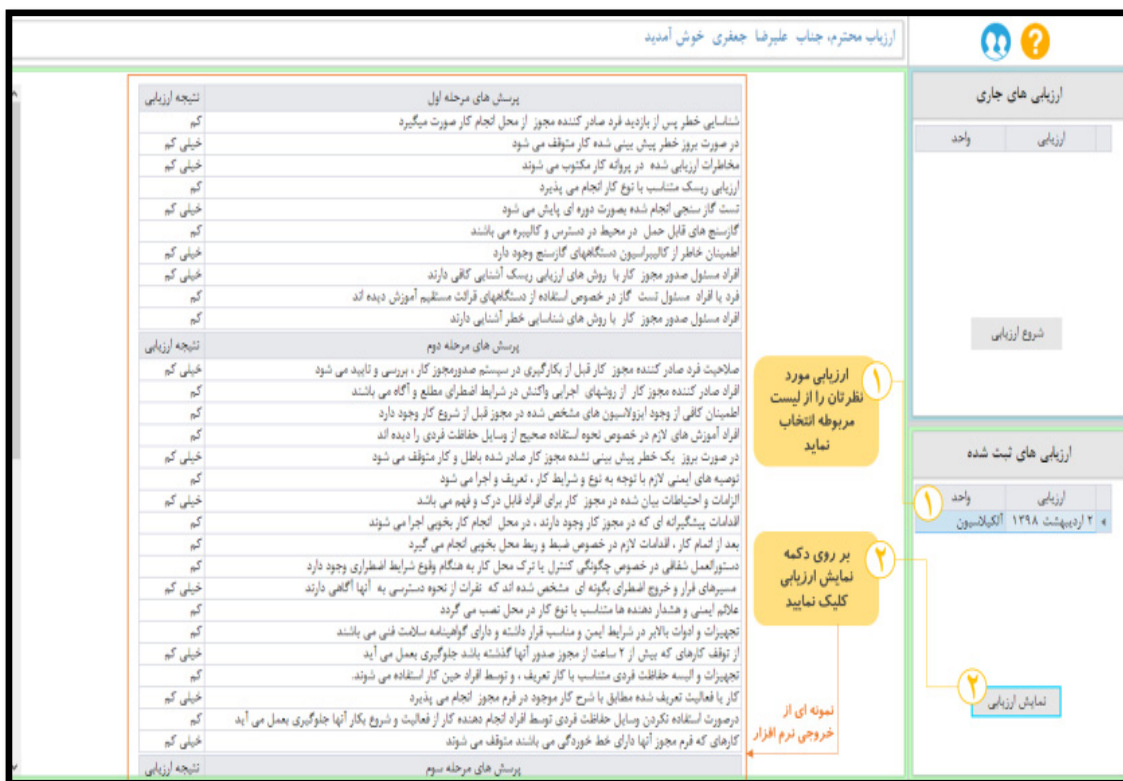 ارزیاب محترم، جناب علیرضا جعفری خوش آمدید
ارزیابی های جاری
ارزیابی واحد
شروع ارزیابی
ارزیابی های ثبت شده
ارزیابی واحد
۲ اردیبهشت ۱۳۹۸ آلکیلاسیون
نمایش ارزیابی
۱
۲
۱
ارزیابی مورد
نظرتان را از لیست
مربوطه انتخاب
نماید
۲
بر روی دکمه
نمایش ارزیابی
کلیک نمایید
نمونه ای از
خروجی نرم افزار
پرسش های مرحله اول نتیجه ارزیابی
شناسایی خطر پس از بازدید فرد صادر کننده مجوز از محل انجام کار صورت میگیرد کم
در صورت بروز خطر پیش بینی شده کار متوقف می شود خیلی کم
مخاطرات ارزیابی شده در پروانه کار مکتوب می شوند خیلی کم
ارزیابی ریسک متناسب با نوع کار انجام می پذیرد کم
تست گاز سنجی انجام شده بصورت دوره ای پایش می شود خیلی کم
گازسنج های قابل حمل در محیط در دسترس و کالیبره می باشند کم
اطمینان خاطر از کالیبراسیون دستگاههای گازسنج وجود دارد خیلی کم
افراد مسئول صدور مجوز کار با روش های ارزیابی ریسک آشنایی کافی دارند خیلی کم
فرد یا افراد مسئول تست گاز در خصوص استفاده از دستگاههای قرائت مستقیم آموزش دیده اند کم
افراد مسئول صدور مجوز کار با روش های شناسایی خطر آشنایی دارند کم
پرسش های مرحله دوم نتیجه ارزیابی
صلاحیت فرد صادر کننده مجوز کار قبل از بکارگیری در سیستم صدورمجوز کار ، بررسی و تایید می شود خیلی کم
افراد صادر کننده مجوز کار از روشهای اجرایی واکنش در شرایط اضطرای مطلع و آگاه می باشند کم
اطمینان کافی از وجود ایزولاسیون های مشخص شده در مجوز قبل از شروع کار وجود دارد کم
افراد آموزش های لازم در خصوص نحوه استفاده صحیح از وسایل حفاظت فردی را دیده اند کم
در صورت بروز یک خطر پیش بینی نشده مجوز کار صادر شده باطل و کار متوقف می شود خیلی کم
توصیه های ایمنی لازم با توجه به نوع و شرایط کار ، تعریف و اجرا می شود کم
الزامات و احتیاطات بیان شده در مجوز کار برای افراد قابل درک و فهم می باشد خیلی کم
اقدامات پیشگیرانه ای که در مجوز کار وجود دارند ، در محل انجام کار بخوبی اجرا می شوند کم
بعد از اتمام کار ، اقدامات لازم در خصوص ضبط و ربط محل بخوبی انجام می گیرد کم
دستورالعمل شفافی در خصوص چگونگی کنترل یا ترک محل کار به هنگام وقوع شرایط اضطراری وجود دارد کم
مسیرهای فرار و خروج اضطرای بگونه ای مشخص شده اند که نفرات از نحوه دسترسی به آنها آگاهی دارند خیلی کم
علائم ایمنی و هشدار دهنده ها متناسب با نوع کار در محل نصب می گردد کم
تجهیزات و ادوات بالابر در شرایط ایمن و مناسب قرار داشته و دارای گواهینامه سلامت فنی می باشند کم
از توقف کارهای که بیش از ۲ ساعت از مجوز صدور آنها گذشته باشد جلوگیری بعمل می آید خیلی کم
تجهیزات و البسه حفاظت فردی متناسب با کار تعریف ، و توسط افراد حین کار استفاده می شوند. کم
کار یا فعالیت تعریف شده مطابق با شرح کار موجود در فرم مجوز انجام می پذیرد خیلی کم
درصورت استفاده نکردن وسایل حفاظت فردی توسط افراد انجام دهنده کار از فعالیت و شروع بکار آنها جلوگیری بعمل می آید کم
کارهای که فرم مجوز آنها دارای خط خوردگی می باشند متوقف می شوند خیلی کم
پرسش های مرحله سوم نتیجه ارزیابی